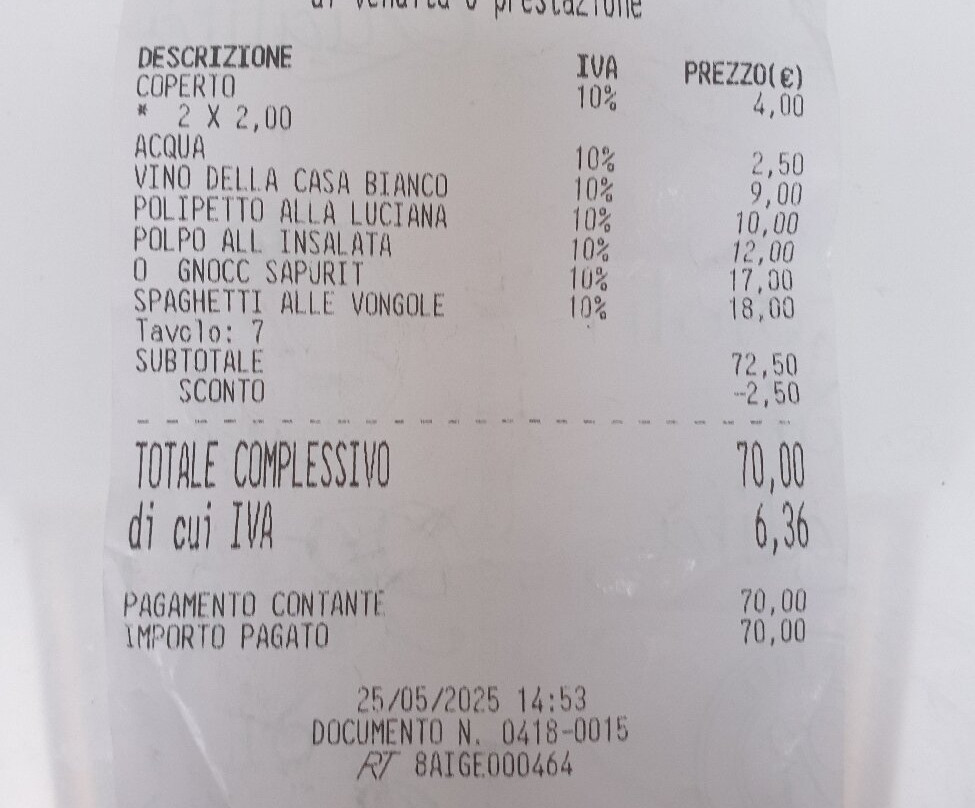 di vendita o prestazione
DESCRIZIONE IVA PREZZO(€)
COPERTO 10% 4,00
* 2 X 2,00
ACQUA 10% 2,50
VINO DELLA CASA BIANCO 10% 9,00
POLIPETTO ALLA LUCIANA 10% 10,00
POLPO ALL INSALATA 10% 12,00
O GNOCC SAPURIT 10% 17,00
SPAGHETTI ALLE VONGOLE 10% 18,00
Tavolo: 7
SUBTOTALE 72,50
SCONTO -2,50
TOTALE COMPLESSIVO 70,00
di cui IVA 6,36
PAGAMENTO CONTANTE 70,00
IMPORTO PAGATO 70,00
25/05/2025 14:53
DOCUMENTO N. 0418-0015
RT 8AIGE000464